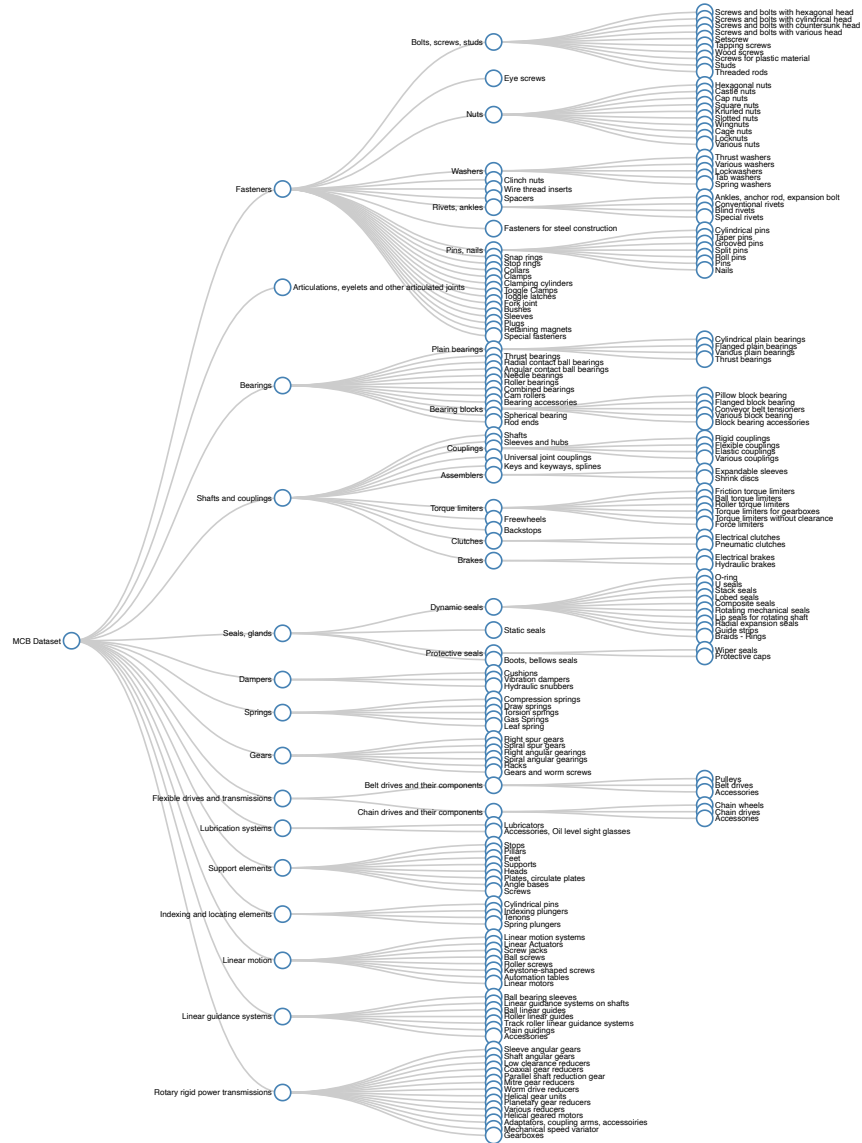 MCB Dataset
Fasteners
Bolts, screws, studs
Screws and bolts with hexagonal head
Screws and bolts with cylindrical head
Screws and bolts with countersunk head
Screws and bolts with various head
Setscrew
Tapping screws
Wood screws
Screws for plastic material
Studs
Threaded rods
Eye screws
Nuts
Hexagonal nuts
Castle nuts
Cap nuts
Square nuts
Knurled nuts
Slotted nuts
Wingnuts
Cage nuts
Locknuts
Various nuts
Washers
Thrust washers
Various washers
Lockwashers
Tab washers
Spring washers
Clinch nuts
Wire thread inserts
Spacers
Rivets, ankles
Ankles, anchor rod, expansion bolt
Conventional rivets
Blind rivets
Special rivets
Fasteners for steel construction
Pins, nails
Cylindrical pins
Taper pins
Grooved pins
Split pins
Roll pins
Pins
Nails
Snap rings
Stop rings
Collars
Clamps
Clamping cylinders
Toggle Clamps
Toggle latches
Fork joint
Bushes
Sleeves
Plugs
Retaining magnets
Special fasteners
Articulations, eyelets and other articulated joints
Bearings
Plain bearings
Cylindrical plain bearings
Flanged plain bearings
Various plain bearings
Thrust bearings
Thrust bearings
Radial contact ball bearings
Angular contact ball bearings
Needle bearings
Roller bearings
Combined bearings
Cam rollers
Bearing accessories
Bearing blocks
Pillow block bearing
Flanged block bearing
Conveyor belt tensioners
Various block bearing
Block bearing accessories
Spherical bearing
Rod ends
Shafts and couplings
Shafts
Sleeves and hubs
Couplings
Rigid couplings
Flexible couplings
Elastic couplings
Various couplings
Universal joint couplings
Keys and keyways, splines
Assemblers
Expandable sleeves
Shrink discs
Torque limiters
Friction torque limiters
Ball torque limiters
Roller torque limiters
Torque limiters for gearboxes
Torque limiters without clearance
Force limiters
Freewheels
Backstops
Clutches
Electrical clutches
Pneumatic clutches
Brakes
Electrical brakes
Hydraulic brakes
Seals, glands
Dynamic seals
O-ring
U seals
Stack seals
Lobed seals
Composite seals
Rotating mechanical seals
Lip seals for rotating shaft
Radial expansion seals
Guide strips
Braids - Rings
Static seals
Protective seals
Wiper seals
Protective caps
Boots, bellows seals
Dampers
Cushions
Vibration dampers
Hydraulic snubbers
Springs
Compression springs
Draw springs
Torsion springs
Gas Springs
Leaf spring
Gears
Right spur gears
Spiral spur gears
Right angular gearings
Spiral angular gearings
Racks
Gears and worm screws
Flexible drives and transmissions
Belt drives and their components
Pulleys
Belt drives
Accessories
Chain drives and their components
Chain wheels
Chain drives
Accessories
Lubrication systems
Lubricators
Accessories, Oil level sight glasses
Support elements
Stops
Pillars
Feet
Supports
Heads
Plates, circulate plates
Angle bases
Screws
Indexing and locating elements
Cylindrical pins
Indexing plungers
Tenons
Spring plungers
Linear motion
Linear motion systems
Linear Actuators
Screw jacks
Ball screws
Roller screws
Keystone-shaped screws
Automation tables
Linear motors
Linear guidance systems
Ball bearing sleeves
Linear guidance systems on shafts
Ball linear guides
Roller linear guides
Track roller linear guidance systems
Plain guidings
Accessories
Rotary rigid power transmissions
Sleeve angular gears
Shaft angular gears
Low clearance reducers
Coaxial gear reducers
Parallel shaft reduction gear
Mitre gear reducers
Worm drive reducers
Helical gear units
Planetary gear reducers
Various reducers
Helical geared motors
Adaptators, coupling arms, accessoiries
Mechanical speed variator
Gearboxes